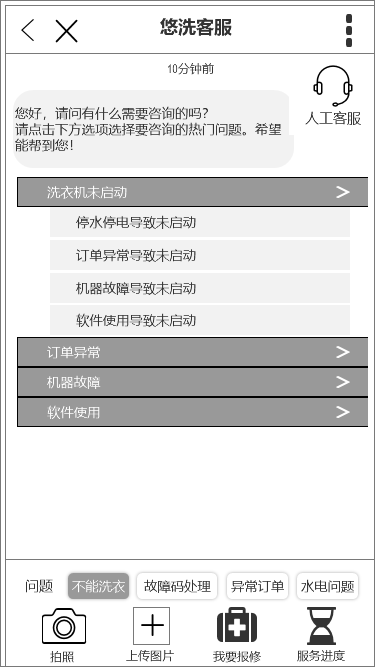 悠洗客服
10分钟前
人工客服
您好，请问有什么需要咨询的吗？
请点击下方选项选择要咨询的热门问题。希望
能帮到您！
洗衣机未启动
停水停电导致未启动
订单异常导致未启动
机器故障导致未启动
软件使用导致未启动
订单异常
机器故障
软件使用
问题 不能洗衣 故障码处理 异常订单 水电问题
拍照 上传图片 我要报修 服务进度